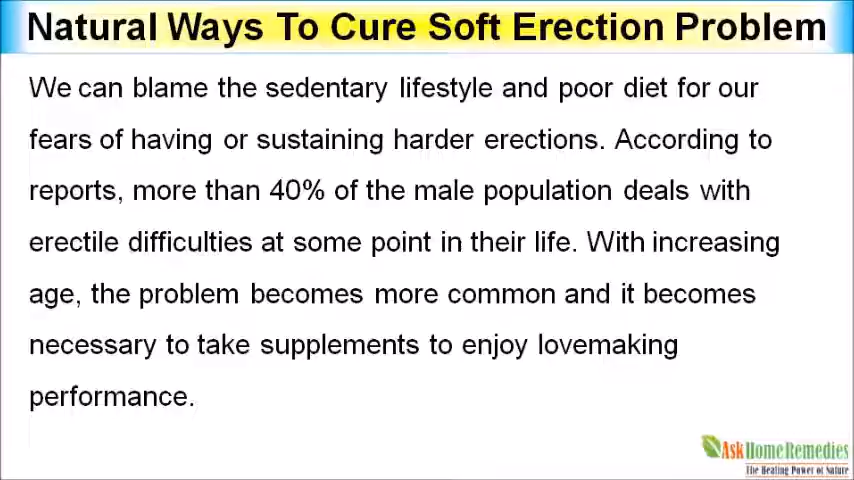 Natural Ways To Cure Soft Erection Problem
We can blame the sedentary lifestyle and poor diet for our
fears of having or sustaining harder erections. According to
reports, more than 40% of the male population deals with
erectile difficulties at some point in their life. With increasing
age, the problem becomes more common and it becomes
necessary to take supplements to enjoy lovemaking
performance.
AskHomeRemedies
The Healing Power of Nature